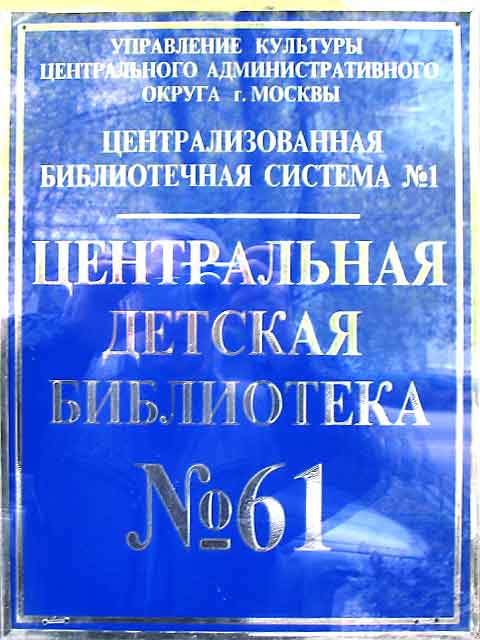 УПРАВЛЕНИЕ КУЛЬТУРЫ
ЦЕНТРАЛЬНОГО АДМИНИСТРАТИВНОГО
ОКРУГА г. МОСКВЫ
ЦЕНТРАЛИЗОВАННАЯ
БИБЛИОТЕЧНАЯ СИСТЕМА №1
ЦЕНТРАЛЬНАЯ
ДЕТСКАЯ
БИБЛИОТЕКА
№61